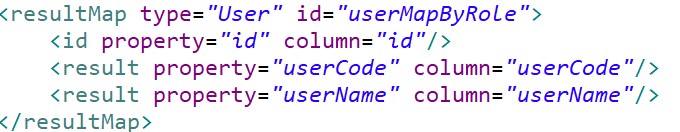 <resultMap type="User" id="userMapByRole">
<id property="id" column="id"/>
<result property="userCode" column="userCode"/>
<result property="userName" column="userName"/>
</resultMap>